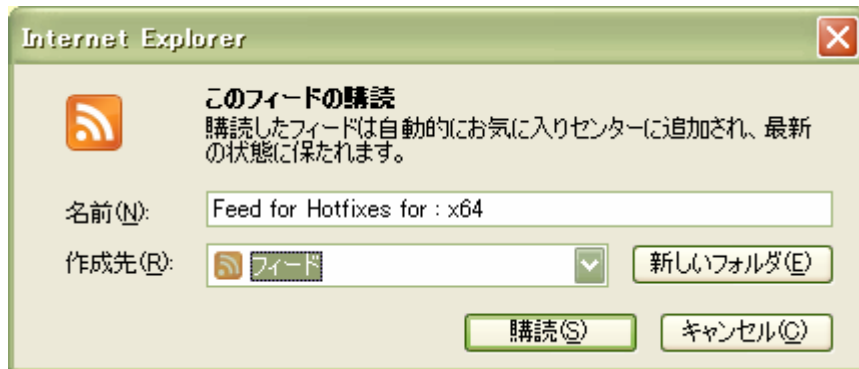 Internet Explorer
このフィードの購読
購読したフィードは自動的にお気に入りセンターに追加され、最新
の状態に保たれます。
名前(N):
Feed for Hotfixes for : x64
作成先(R):
フィード
新しいフォルダ(E)
購読(S)
キャンセル(C)